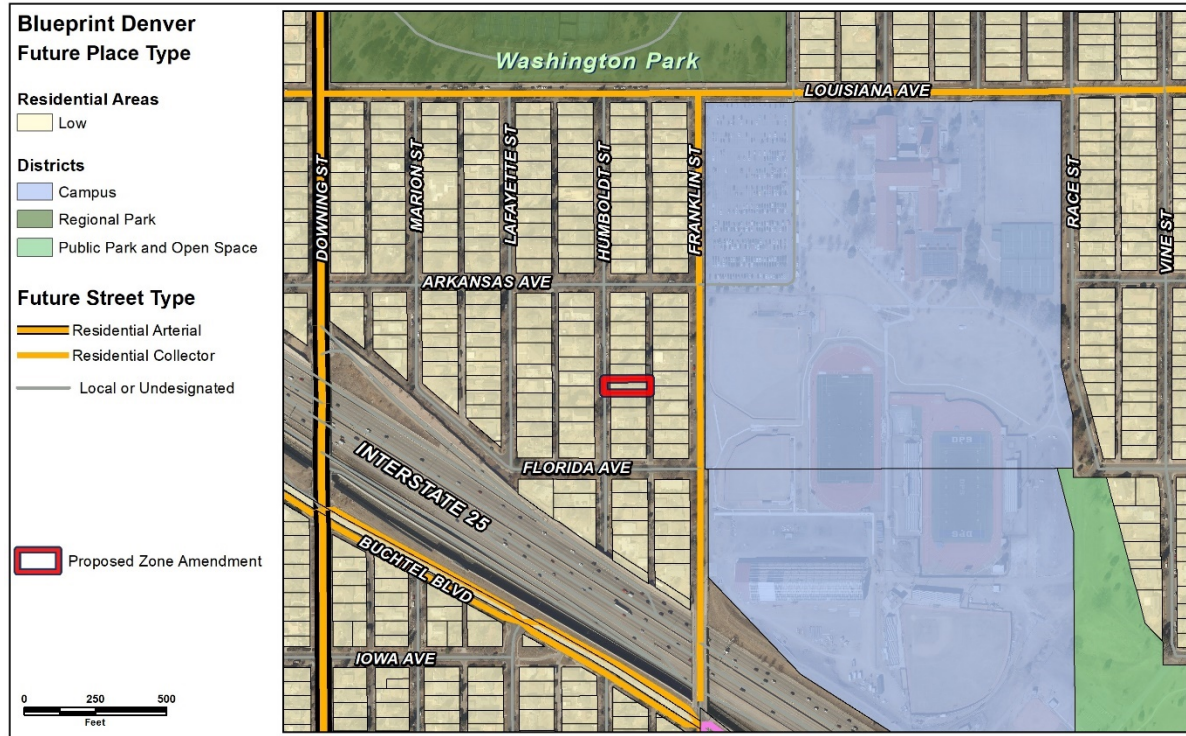 Blueprint Denver
Future Place Type
Residential Areas
Low
Districts
Campus
Regional Park
Public Park and Open Space
Future Street Type
Residential Arterial
Residential Collector
Local or Undesignated
Proposed Zone Amendment
0 250 500
Feet
Washington Park
LOUISIANA AVE
DOWNING ST
MARION ST
LAFAYETTE ST
HUMBOLDT ST
FRANKLIN ST
RACE ST
VINE ST
ARKANSAS AVE
FLORIDA AVE
INTERSTATE 25
BUCHTEL BLVD
IOWA AVE
DPS
DPS